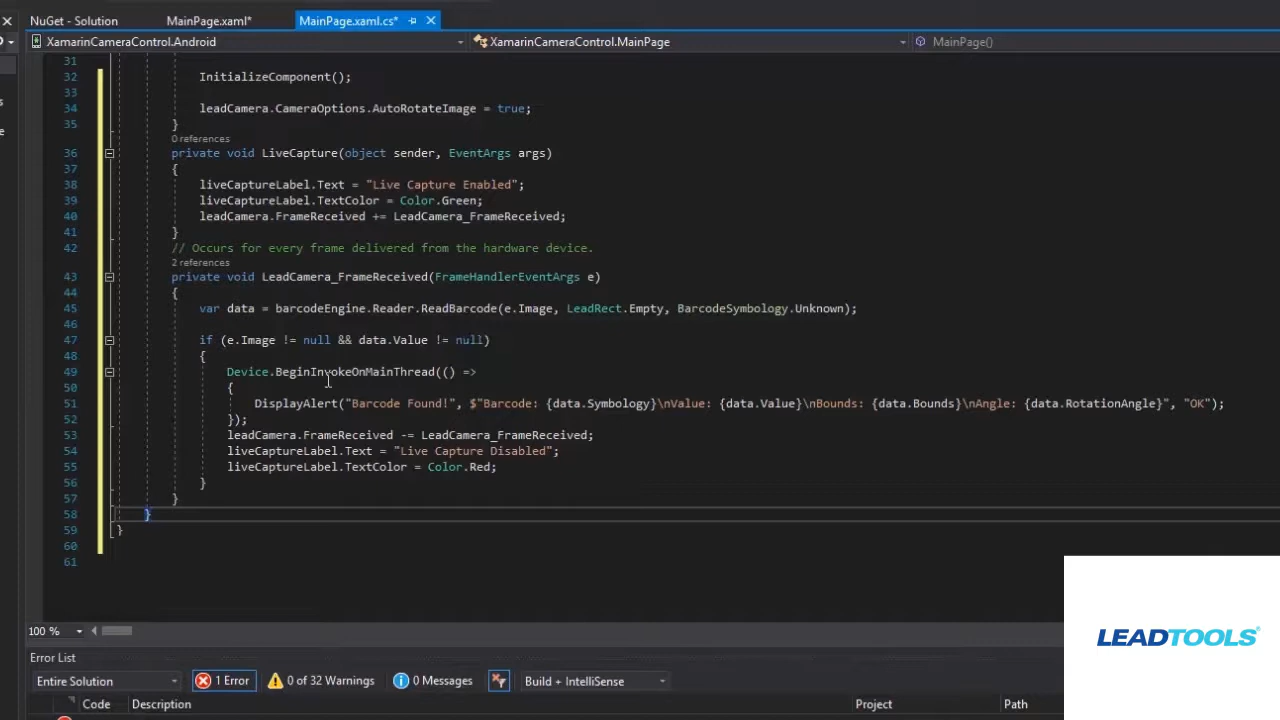 NuGet - Solution MainPage.xaml* MainPage.xaml.cs*
XamarinCameraControl.Android XamarinCameraControl.MainPage MainPage()
31
32 InitializeComponent();
33
34 leadCamera.CameraOptions.AutoRotateImage = true;
35 }
0 references
36 private void LiveCapture(object sender, EventArgs args)
37 {
38 liveCaptureLabel.Text = "Live Capture Enabled";
39 liveCaptureLabel.TextColor = Color.Green;
40 leadCamera.FrameReceived += LeadCamera_FrameReceived;
41 }
42 // Occurs for every frame delivered from the hardware device.
2 references
43 private void LeadCamera_FrameReceived(FrameHandlerEventArgs e)
44 {
45 var data = barcodeEngine.Reader.ReadBarcode(e.Image, LeadRect.Empty, BarcodeSymbology.Unknown);
46
47 if (e.Image != null && data.Value != null)
48 {
49 Device.BeginInvokeOnMainThread(() =>
50 {
51 DisplayAlert("Barcode Found!", $"Barcode: {data.Symbology}\nValue: {data.Value}\nBounds: {data.Bounds}\nAngle: {data.RotationAngle}", "OK");
52 });
53 leadCamera.FrameReceived -= LeadCamera_FrameReceived;
54 liveCaptureLabel.Text = "Live Capture Disabled";
55 liveCaptureLabel.TextColor = Color.Red;
56 }
57 }
58 }
59 }
60
61
LEADTOOLS®
100 %
Error List
Entire Solution 1 Error 0 of 32 Warnings 0 Messages Build + IntelliSense
Code Description Project Path